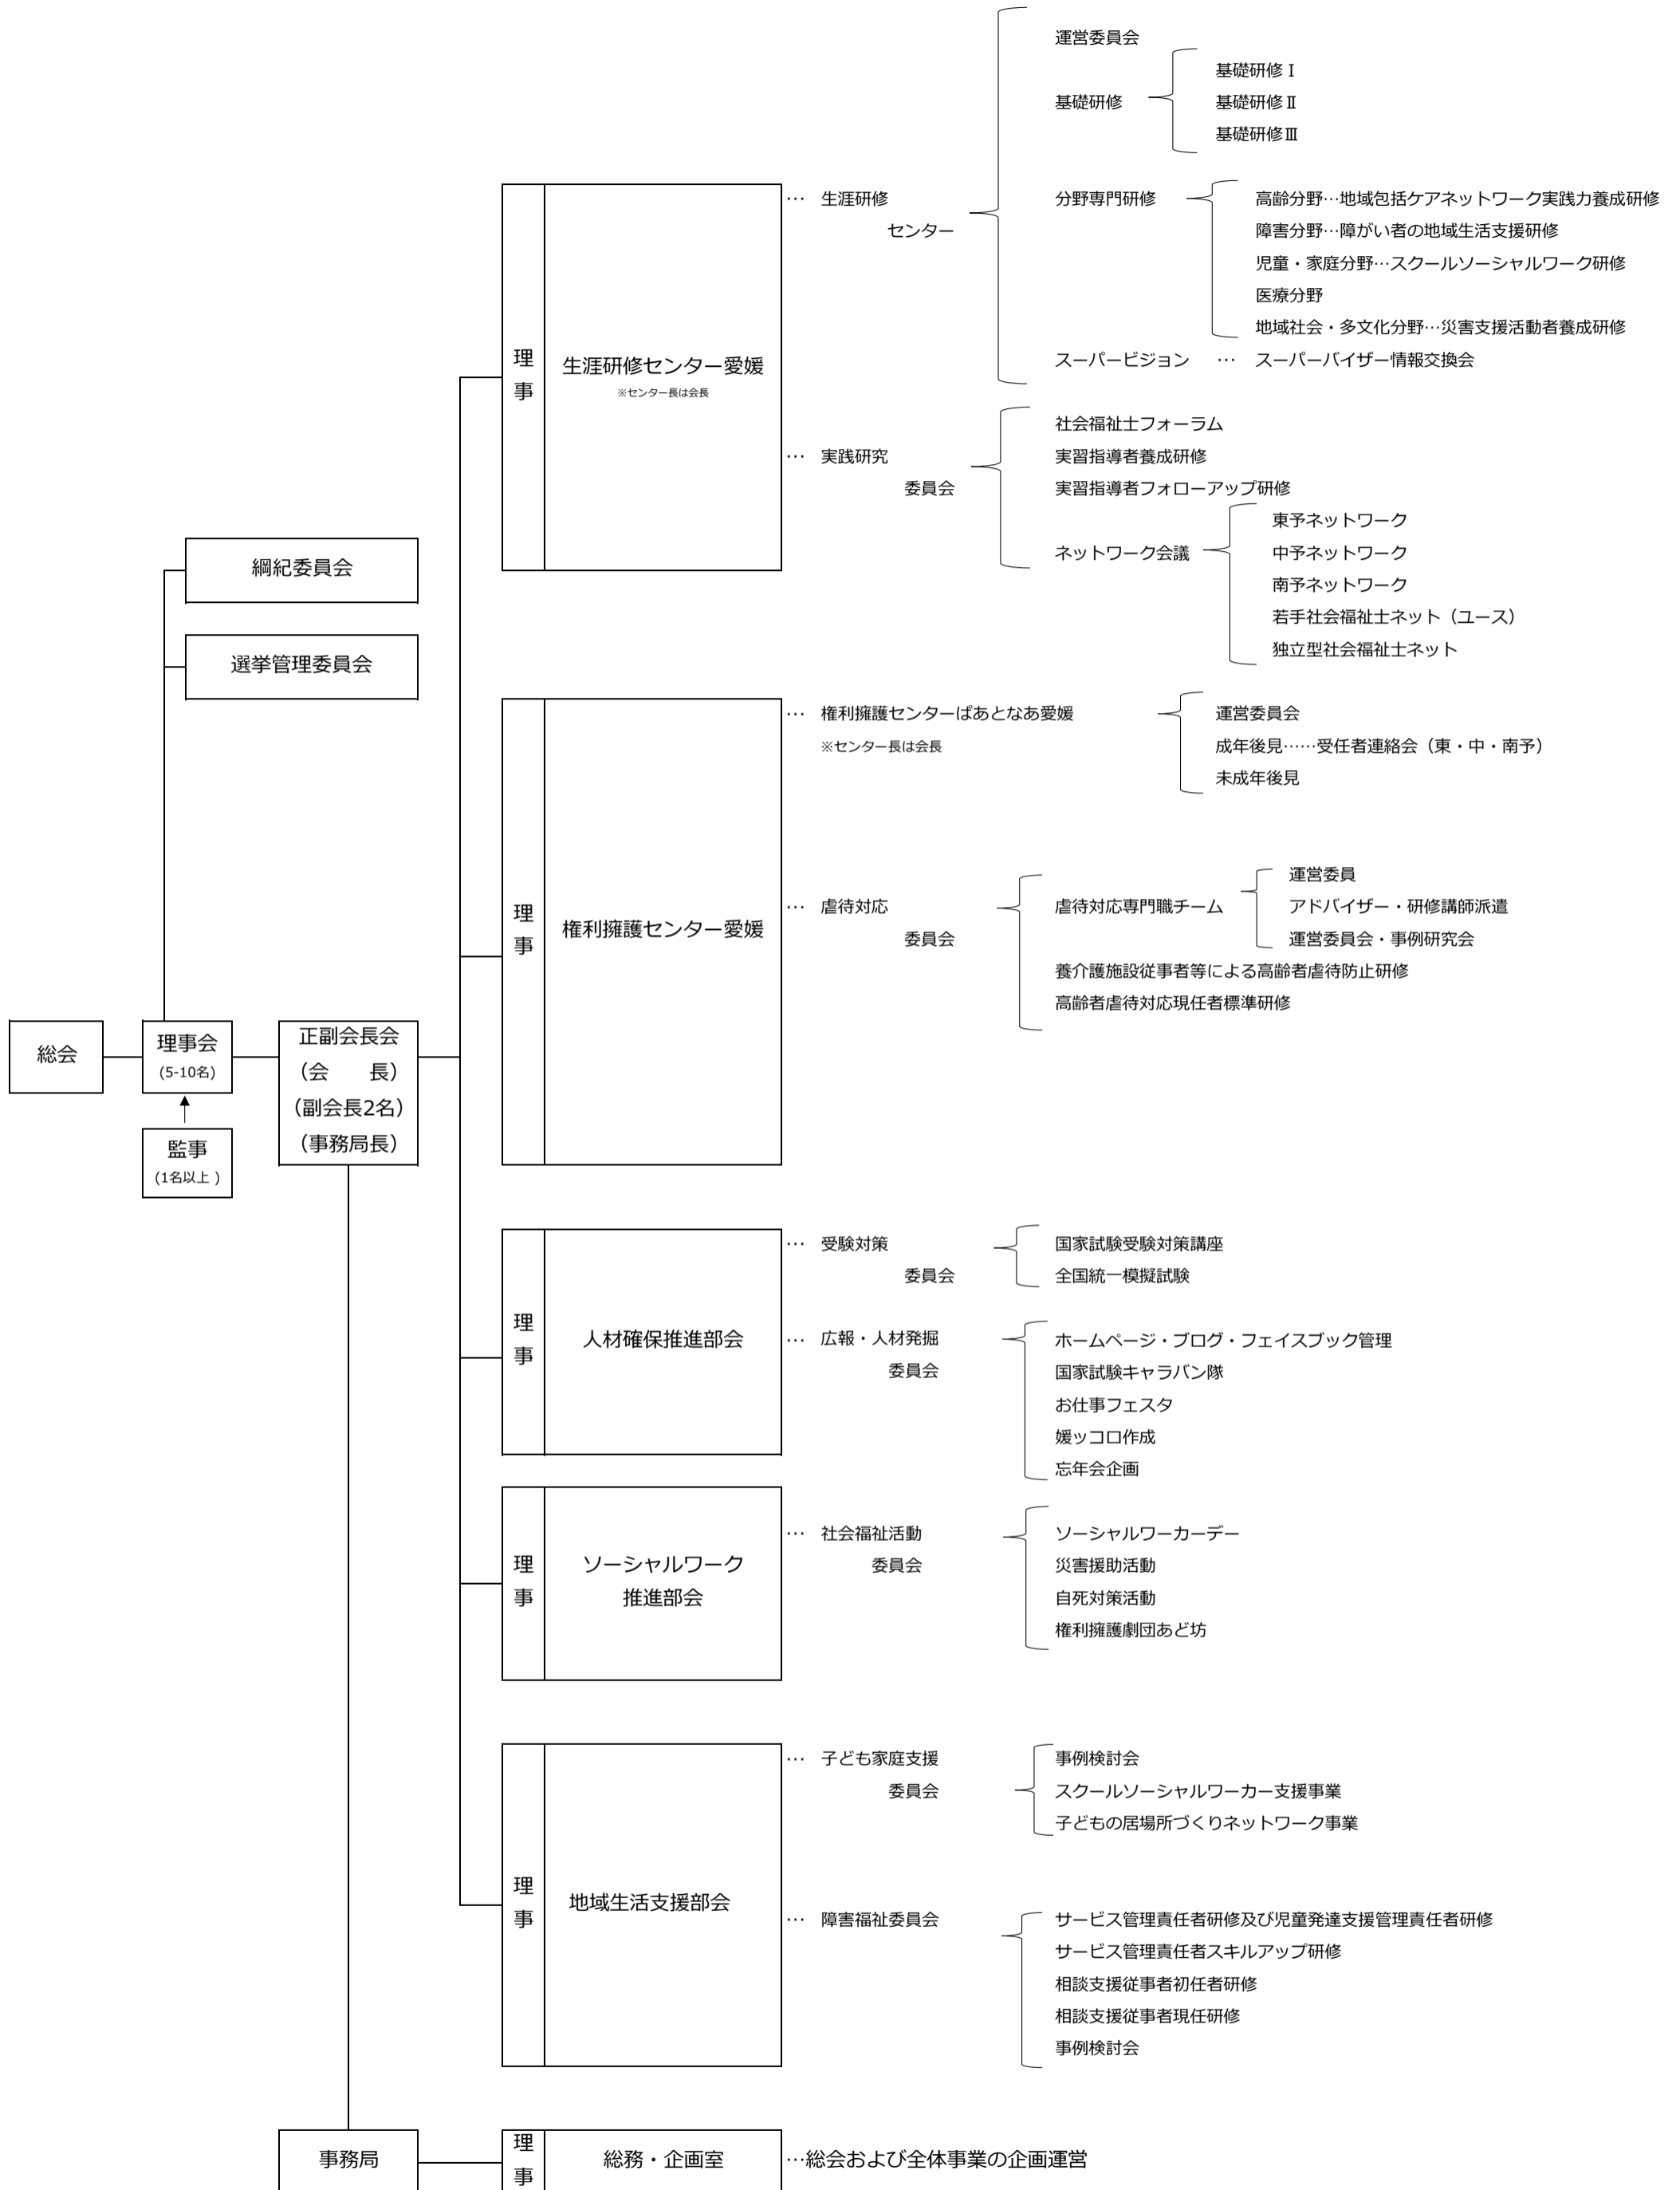 運営委員会
基礎研修
基礎研修Ⅰ
基礎研修Ⅱ
基礎研修Ⅲ
理事
生涯研修センター愛媛
※センター長は会長
… 生涯研修
センター
分野専門研修
高齢分野…地域包括ケアネットワーク実践力養成研修
障害分野…障がい者の地域生活支援研修
児童・家庭分野…スクールソーシャルワーク研修
医療分野
地域社会・多文化分野…災害支援活動者養成研修
スーパービジョン … スーパーバイザー情報交換会
… 実践研究
委員会
社会福祉士フォーラム
実習指導者養成研修
実習指導者フォローアップ研修
ネットワーク会議
東予ネットワーク
中予ネットワーク
南予ネットワーク
若手社会福祉士ネット（ユース）
独立型社会福祉士ネット
綱紀委員会
選挙管理委員会
理事
権利擁護センター愛媛
… 権利擁護センターぱあとなあ愛媛
※センター長は会長
運営委員会
成年後見……受任者連絡会（東・中・南予）
未成年後見
… 虐待対応
委員会
虐待対応専門職チーム
運営委員
アドバイザー・研修講師派遣
運営委員会・事例研究会
養介護施設従事者等による高齢者虐待防止研修
高齢者虐待対応現任者標準研修
総会
理事会
(5-10名)
監事
(1名以上 )
正副会長会
（会　　長）
（副会長2名）
（事務局長）
理事
人材確保推進部会
… 受験対策
委員会
国家試験受験対策講座
全国統一模擬試験
… 広報・人材発掘
委員会
ホームページ・ブログ・フェイスブック管理
国家試験キャラバン隊
お仕事フェスタ
媛ッコロ作成
忘年会企画
理事
ソーシャルワーク
推進部会
… 社会福祉活動
委員会
ソーシャルワーカーデー
災害援助活動
自死対策活動
権利擁護劇団あど坊
理事
地域生活支援部会
… 子ども家庭支援
委員会
事例検討会
スクールソーシャルワーカー支援事業
子どもの居場所づくりネットワーク事業
… 障害福祉委員会
サービス管理責任者研修及び児童発達支援管理責任者研修
サービス管理責任者スキルアップ研修
相談支援従事者初任者研修
相談支援従事者現任研修
事例検討会
事務局
理事
総務・企画室
…総会および全体事業の企画運営